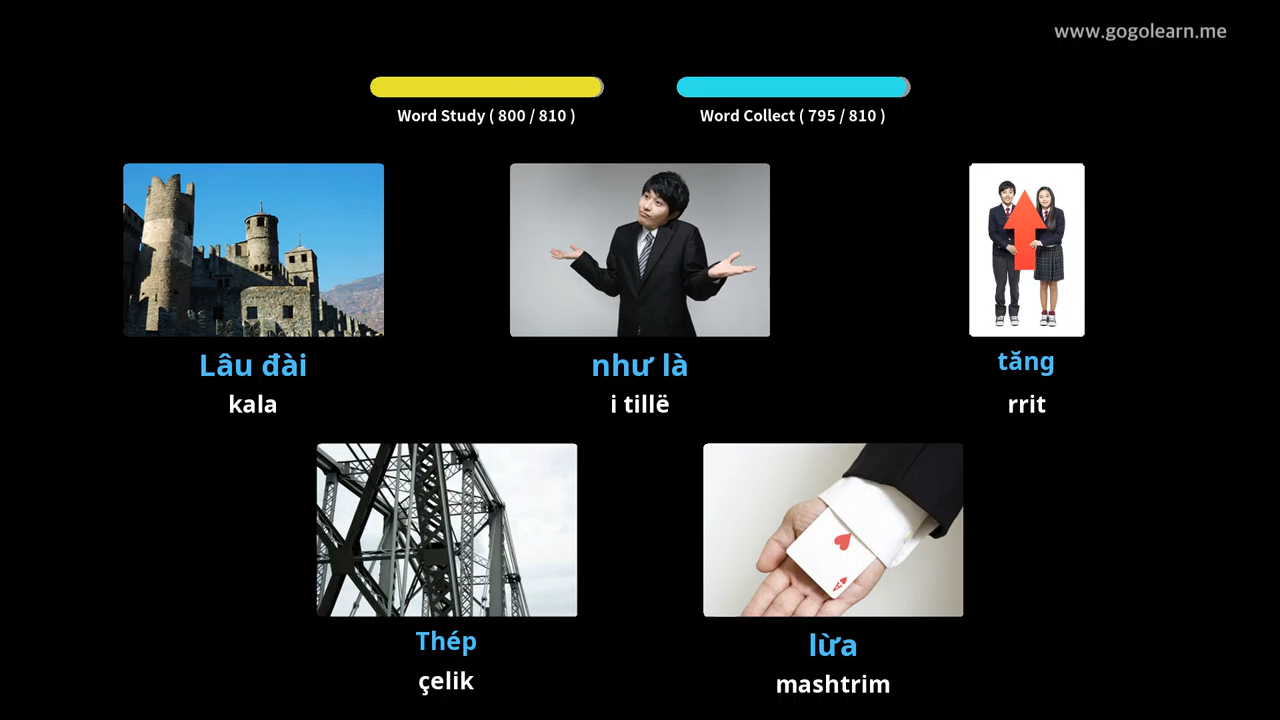 www.gogolearn.me
Word Study ( 800 / 810 )
Word Collect ( 795 / 810 )
Lâu đài
kala
như là
i tillë
tăng
rrit
Thép
çelik
lừa
mashtrim
A